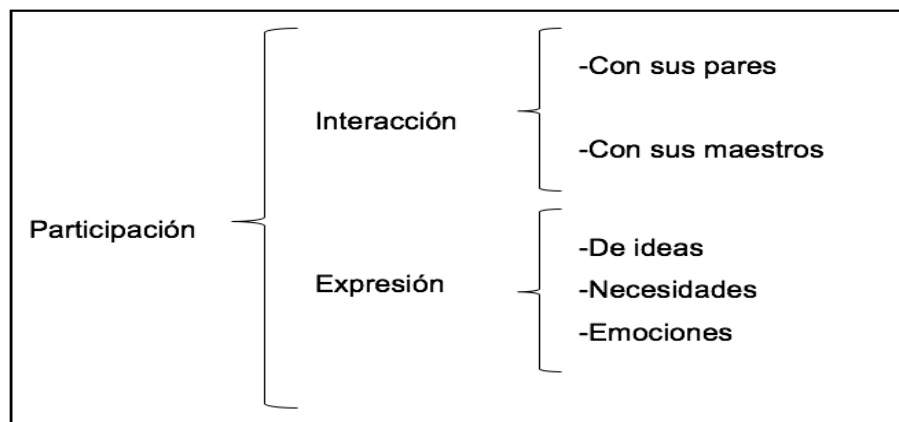 Participación
Interacción
-Con sus pares
-Con sus maestros
Expresión
-De ideas
-Necesidades
-Emociones